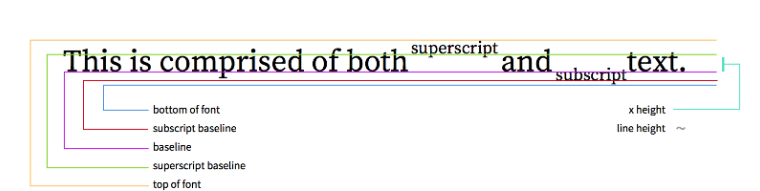 This is comprised of both superscript and subscript text.
bottom of font
subscript baseline
baseline
superscript baseline
top of font
x height
line height ~